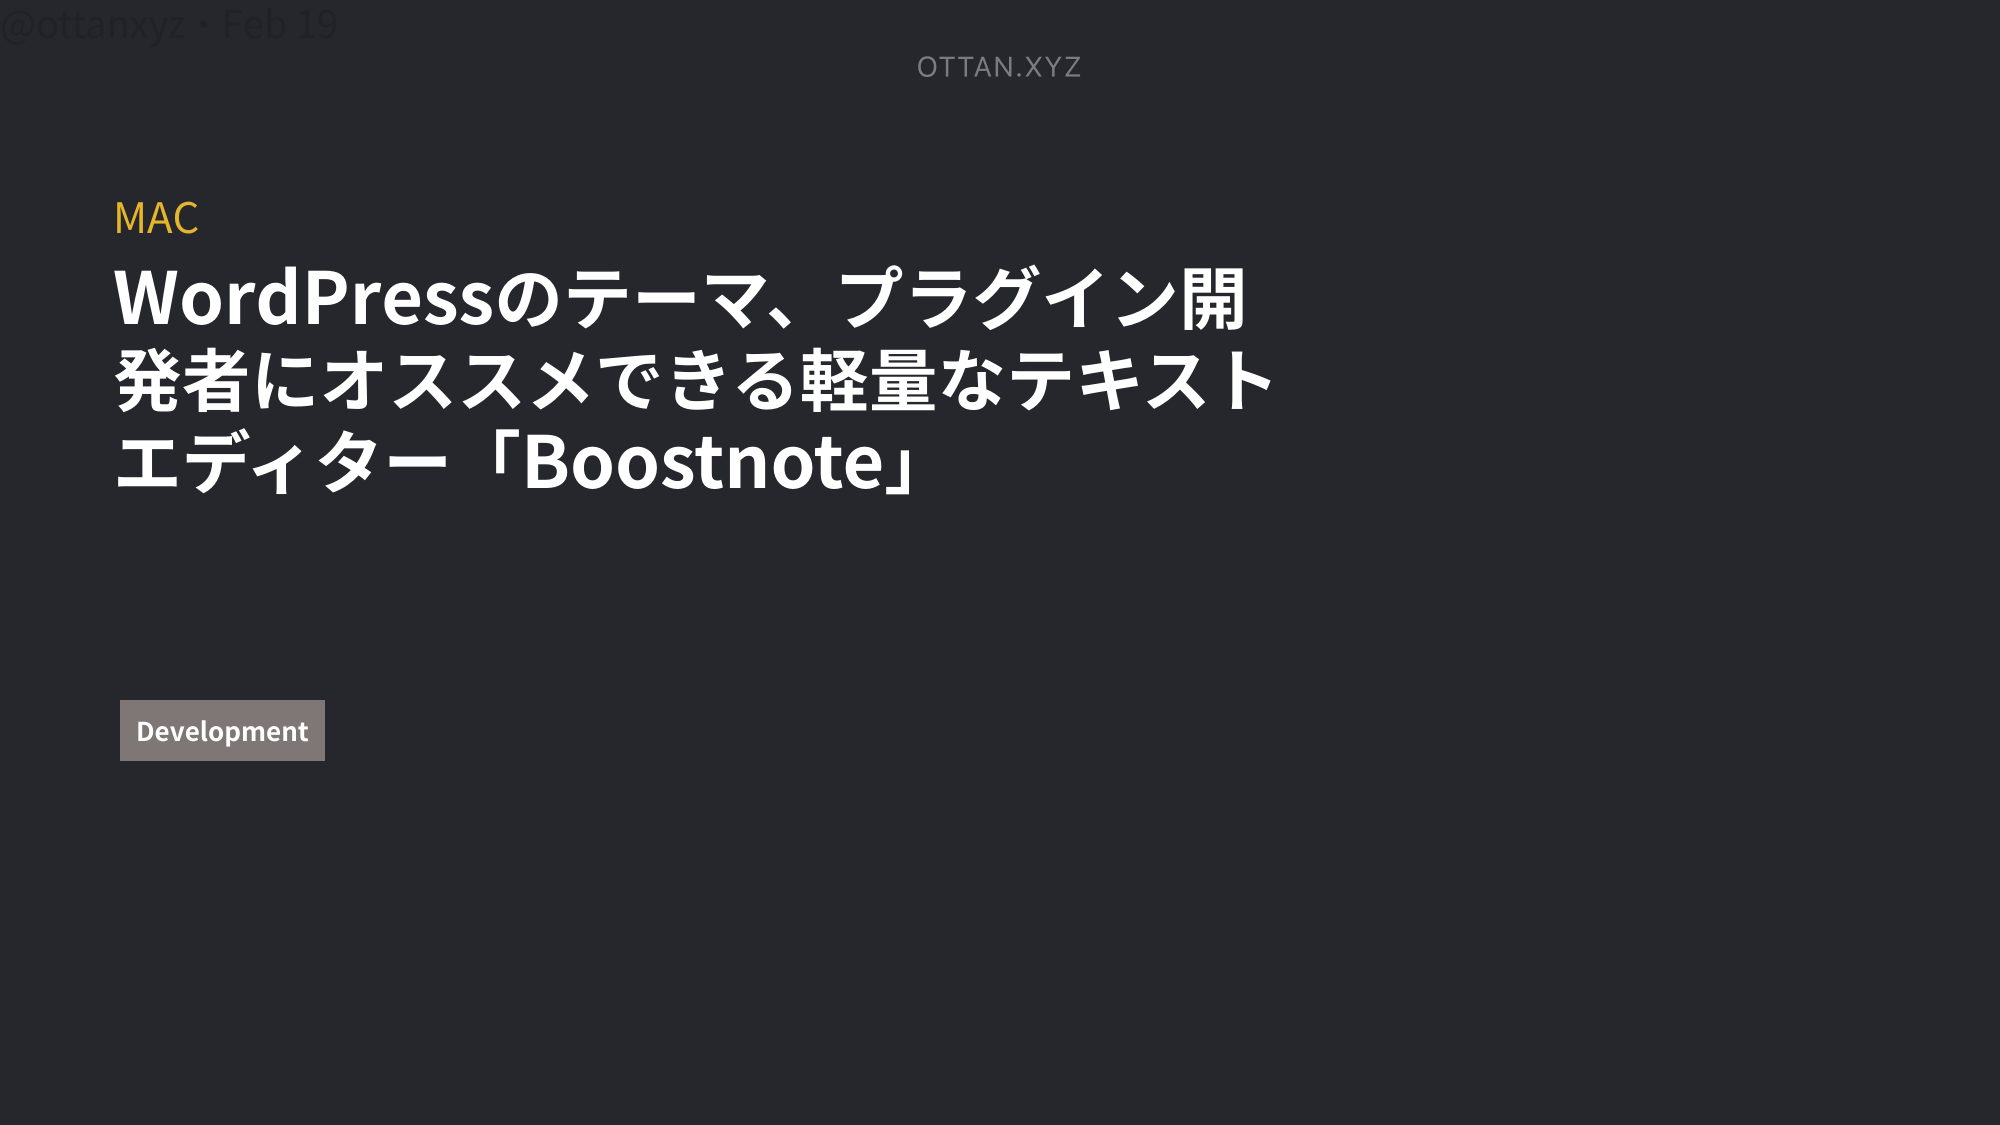 @ottanxyz・Feb 19
OTTAN.XYZ
MAC
WordPressのテーマ、プラグイン開
発者にオススメできる軽量なテキスト
エディター「Boostnote」
Development